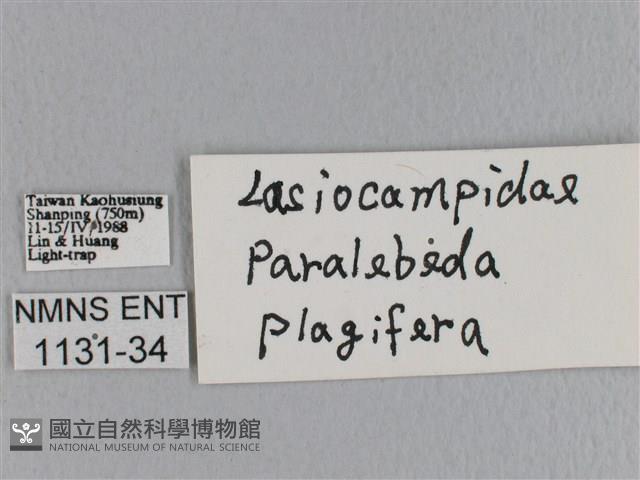 Taiwan Kaohusiung
Shanping (750m)
11-15/IV/1988
Lin & Huang
Light-trap
NMNS ENT
1131-34
Lasiocampidae
Paralebeda
plagifera
國立自然科學博物館
NATIONAL MUSEUM OF NATURAL SCIENCE